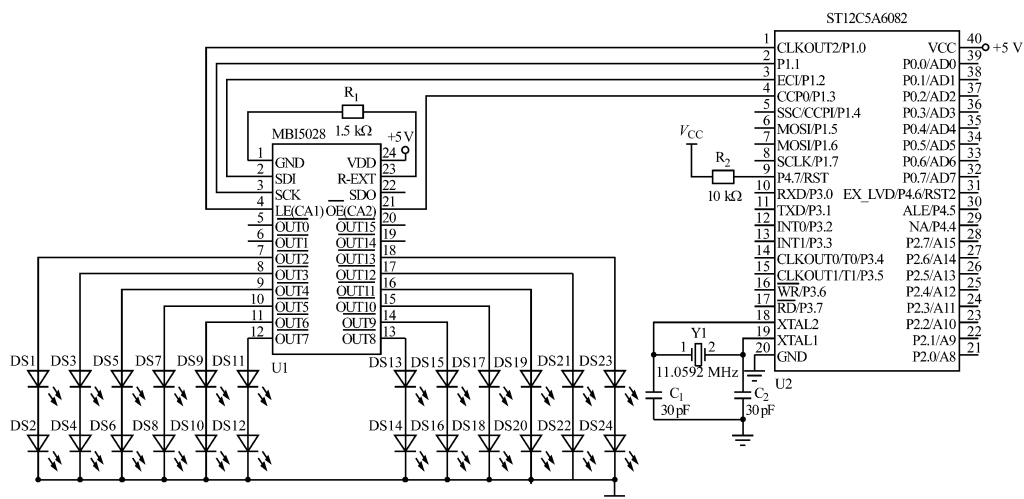 ST12C5A6082
1 CLKOUT2/P1.0 VCC 40 +5 V
2 P1.1 P0.0/AD0 39
3 ECI/P1.2 P0.1/AD1 38
4 CCP0/P1.3 P0.2/AD2 37
5 SSC/CCPI/P1.4 P0.3/AD3 36
6 MOSI/P1.5 P0.4/AD4 35
7 MOSI/P1.6 P0.5/AD5 34
8 SCLK/P1.7 P0.6/AD6 33
9 P4.7/RST P0.7/AD7 32
10 RXD/P3.0 EX_LVD/P4.6/RST2 31
11 TXD/P3.1 ALE/P4.5 30
12 INT0/P3.2 NA/P4.4 29
13 INT1/P3.3 P2.7/A15 28
14 CLKOUT0/T0/P3.4 P2.6/A14 27
15 CLKOUT1/T1/P3.5 P2.5/A13 26
16 WR/P3.6 P2.4/A12 25
17 RD/P3.7 P2.3/A11 24
18 XTAL2 P2.2/A10 23
19 XTAL1 P2.1/A9 22
20 GND P2.0/A8 21
U2
VCC
R2
10 kΩ
R1
1.5 kΩ
MBI5028 +5V
1 GND VDD 24
2 SDI R-EXT 23
3 SCK SDO 22
4 LE(CA1) OE(CA2) 21
5 OUT0 OUT15 20
6 OUT1 OUT14 19
7 OUT2 OUT13 18
8 OUT3 OUT12 17
9 OUT4 OUT11 16
10 OUT5 OUT10 15
11 OUT6 OUT9 14
12 OUT7 OUT8 13
U1
Y1
1 2
11.0592 MHz
C1 C2
30 pF 30 pF
DS1 DS3 DS5 DS7 DS9 DS11 DS13 DS15 DS17 DS19 DS21 DS23
DS2 DS4 DS6 DS8 DS10 DS12 DS14 DS16 DS18 DS20 DS22 DS24